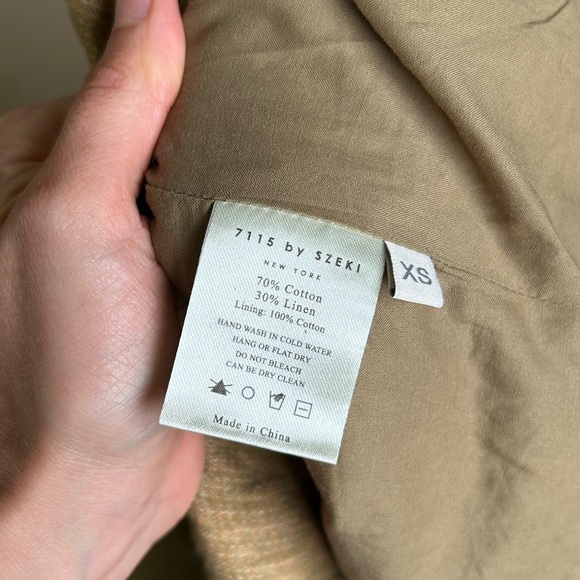 7115 by SZEKI
NEW YORK
70% Cotton
30% Linen
Lining: 100% Cotton
HAND WASH IN COLD WATER
HANG OR FLAT DRY
DO NOT BLEACH
CAN BE DRY CLEAN
Made in China
XS